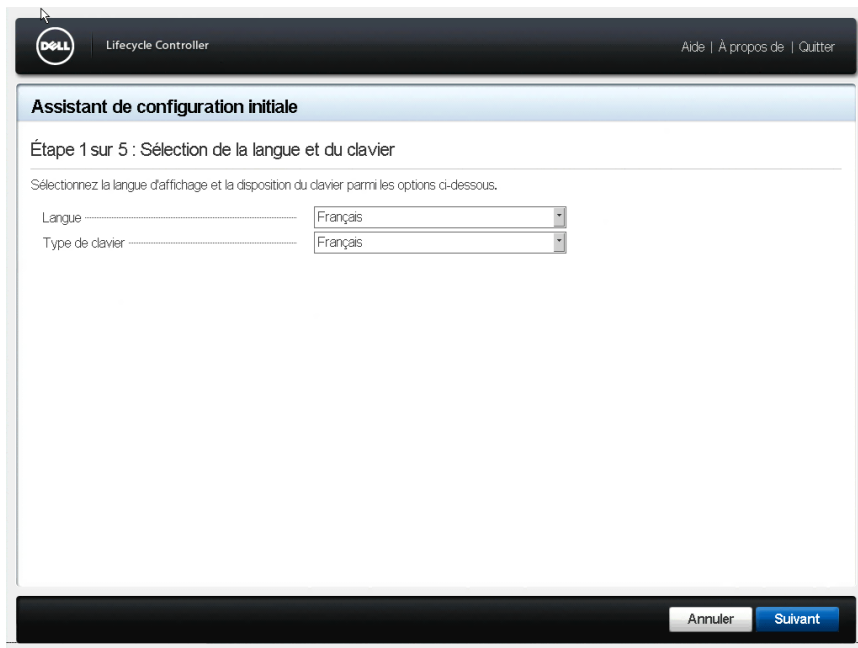 DELL
Lifecycle Controller
Aide | À propos de | Quitter
Assistant de configuration initiale
Étape 1 sur 5 : Sélection de la langue et du clavier
Sélectionnez la langue d'affichage et la disposition du clavier parmi les options ci-dessous.
Langue Français
Type de clavier Français
Annuler Suivant